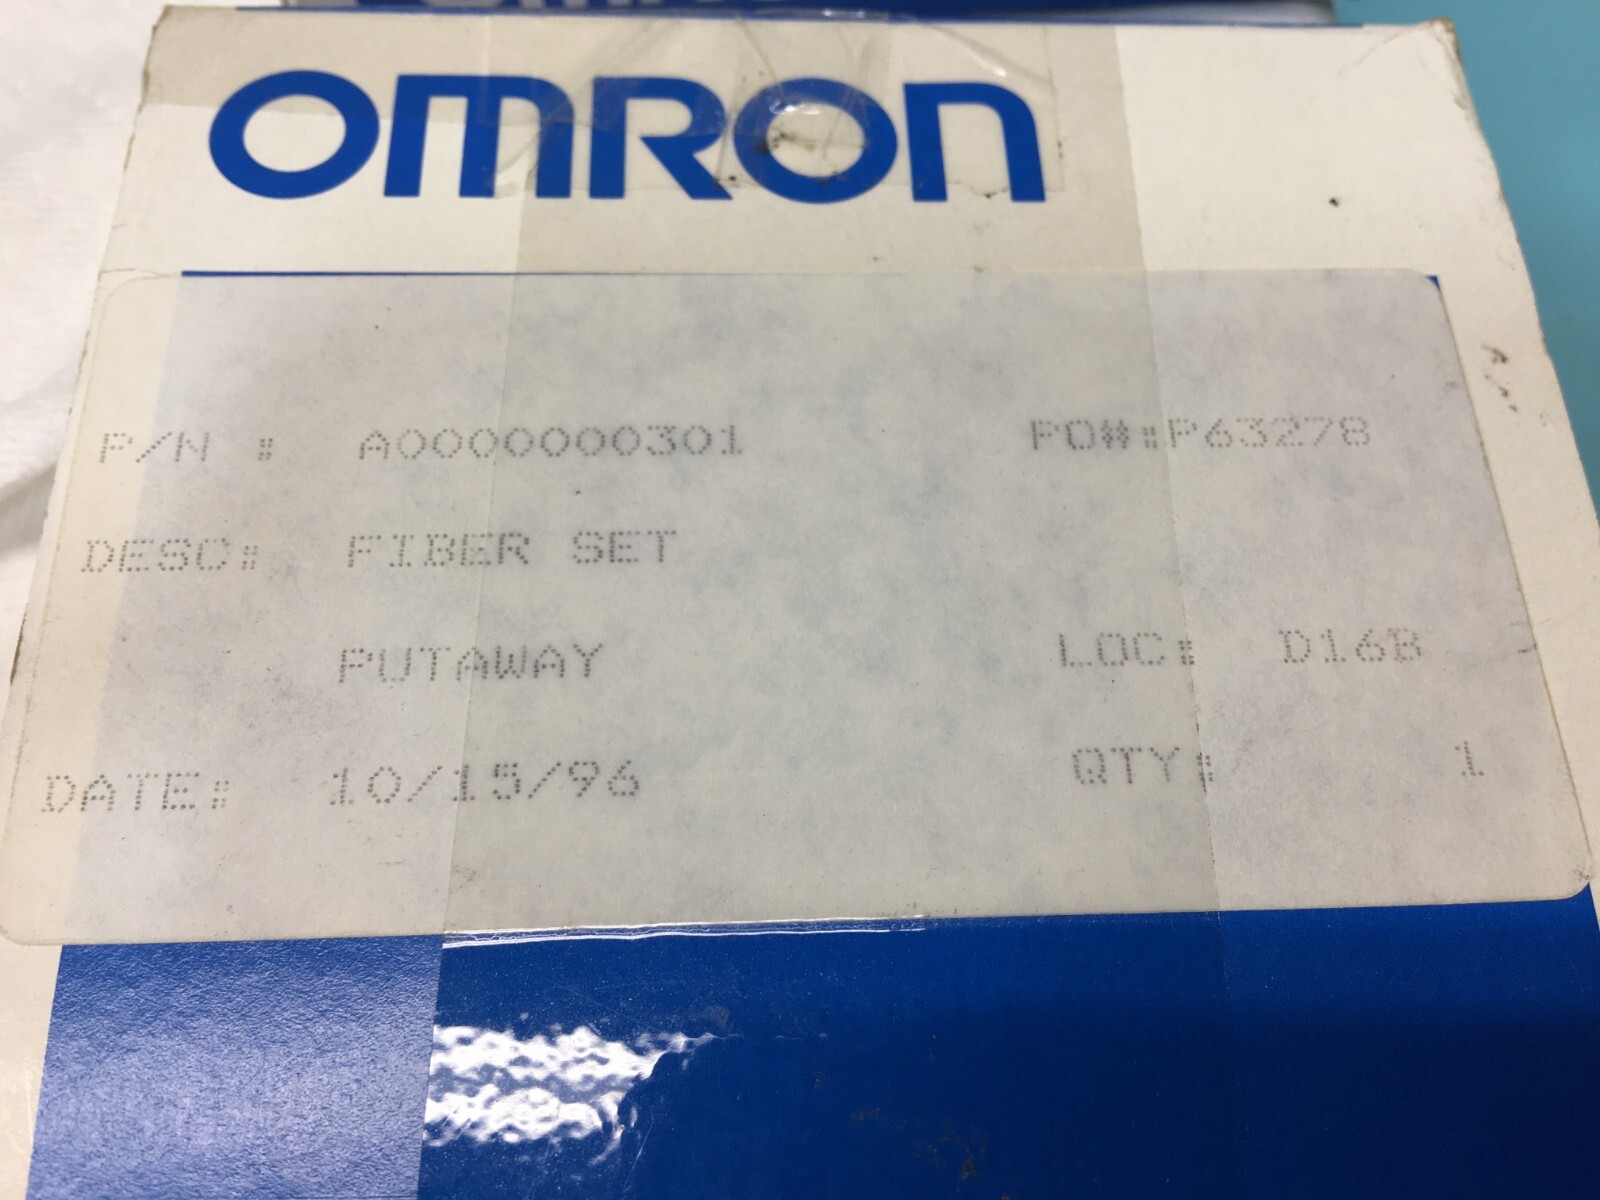 OMRON
P/N : A0000000301 PO#:P63278
DESC: FIBER SET
PUTAWAY LOC: D16B
DATE: 10/15/96 QTY: 1